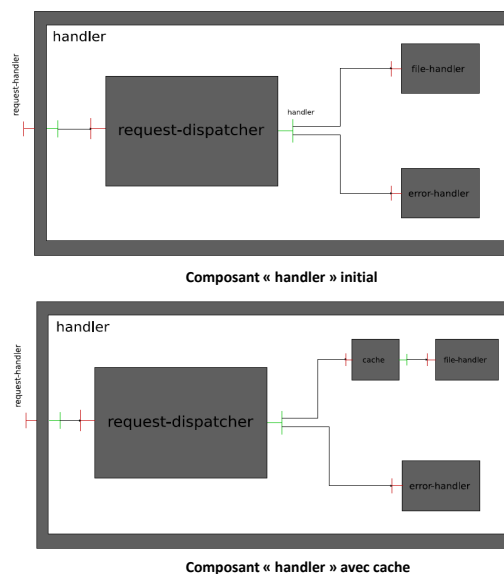 handler
request-handler
request-dispatcher
handler
file-handler
error-handler
Composant « handler » initial
handler
request-handler
request-dispatcher
cache
file-handler
error-handler
Composant « handler » avec cache